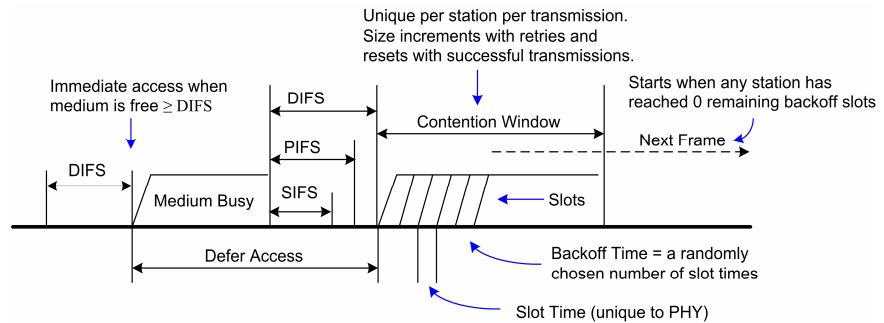 Unique per station per transmission.
Size increments with retries and
resets with successful transmissions.
Immediate access when
medium is free ≥ DIFS
Starts when any station has
reached 0 remaining backoff slots
DIFS
Contention Window
Next Frame
DIFS
PIFS
Medium Busy
SIFS
Slots
Defer Access
Backoff Time = a randomly
chosen number of slot times
Slot Time (unique to PHY)